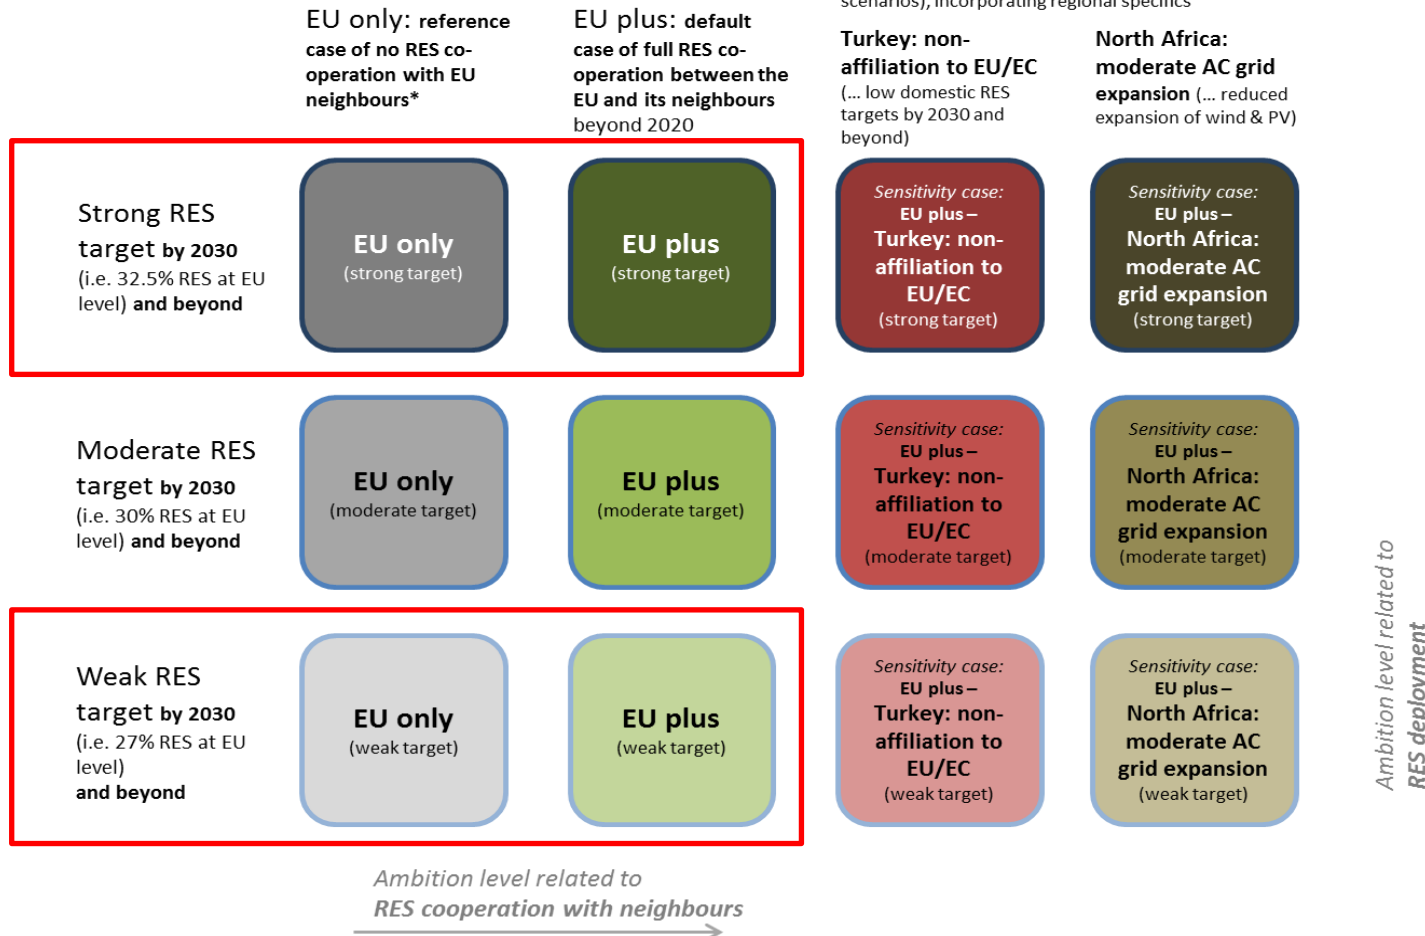 scenarios), incorporating regional specifics
EU only: reference
case of no RES co-
operation with EU
neighbours*
EU plus: default
case of full RES co-
operation between the
EU and its neighbours
beyond 2020
Turkey: non-
affiliation to EU/EC
(... low domestic RES
targets by 2030 and
beyond)
North Africa:
moderate AC grid
expansion (... reduced
expansion of wind & PV)
Strong RES
target by 2030
(i.e. 32.5% RES at EU
level) and beyond
EU only
(strong target)
EU plus
(strong target)
Sensitivity case:
EU plus –
Turkey: non-
affiliation to
EU/EC
(strong target)
Sensitivity case:
EU plus –
North Africa:
moderate AC
grid expansion
(strong target)
Moderate RES
target by 2030
(i.e. 30% RES at EU
level) and beyond
EU only
(moderate target)
EU plus
(moderate target)
Sensitivity case:
EU plus –
Turkey: non-
affiliation to
EU/EC
(moderate target)
Sensitivity case:
EU plus –
North Africa:
moderate AC
grid expansion
(moderate target)
Weak RES
target by 2030
(i.e. 27% RES at EU
level)
and beyond
EU only
(weak target)
EU plus
(weak target)
Sensitivity case:
EU plus –
Turkey: non-
affiliation to
EU/EC
(weak target)
Sensitivity case:
EU plus –
North Africa:
moderate AC
grid expansion
(weak target)
Ambition level related to
RES deployment
Ambition level related to
RES cooperation with neighbours